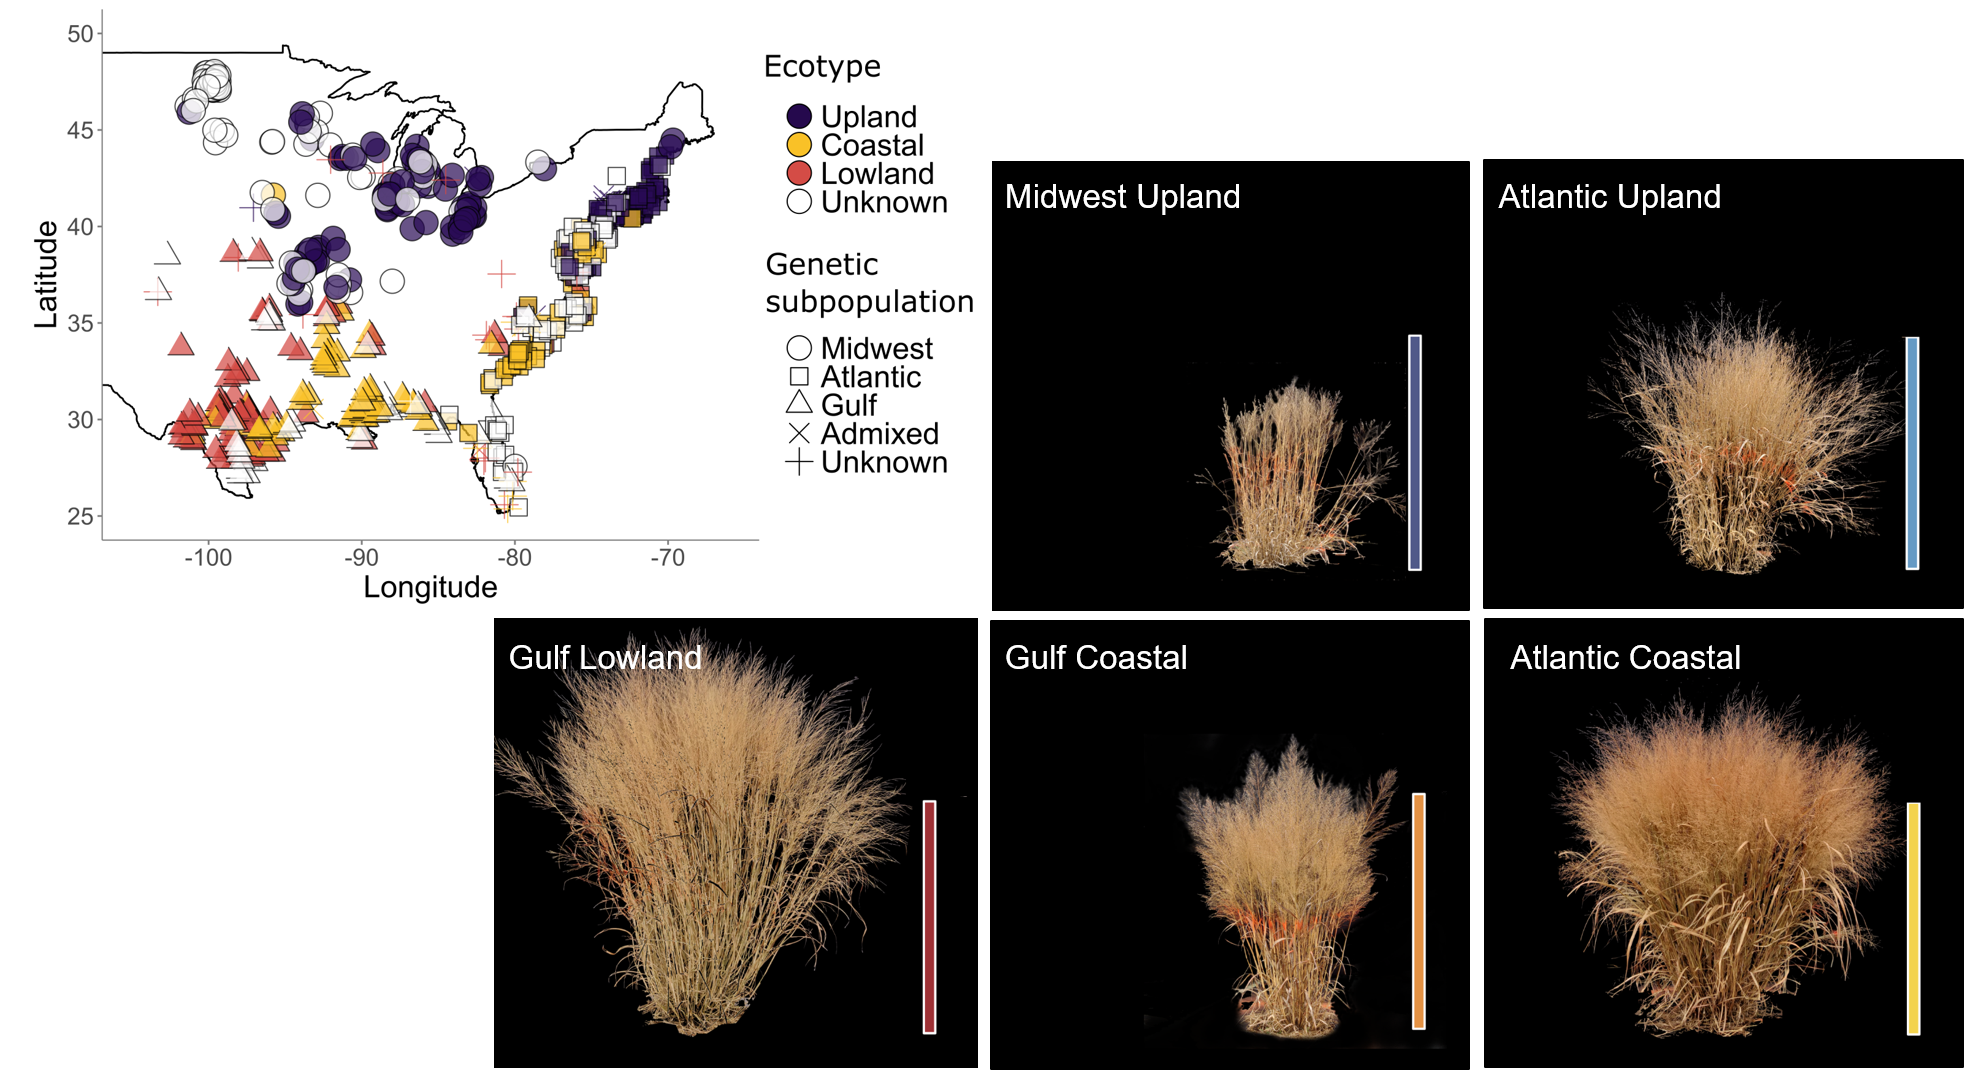 50
45
40
35
30
25
Latitude
-100
-90
-80
-70
Longitude
Ecotype
Upland
Coastal
Lowland
Unknown
Genetic
subpopulation
Midwest
Atlantic
Gulf
Admixed
Unknown
Midwest Upland
Atlantic Upland
Gulf Lowland
Gulf Coastal
Atlantic Coastal